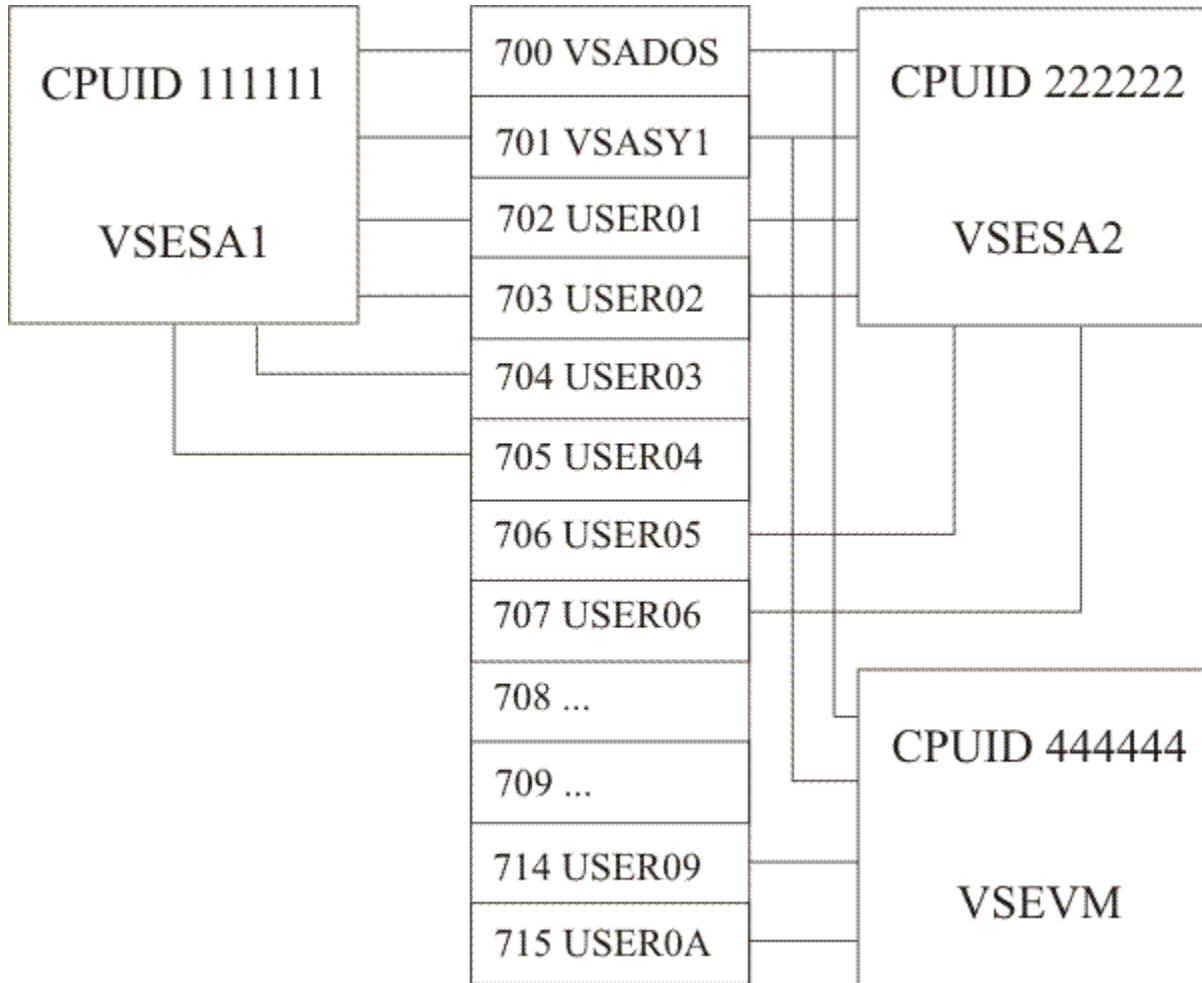 CPUID 111111
VSESA1
700 VSADOS
701 VSASY1
702 USER01
703 USER02
704 USER03
705 USER04
706 USER05
707 USER06
708 ...
709 ...
714 USER09
715 USER0A
CPUID 222222
VSESA2
CPUID 444444
VSEVM